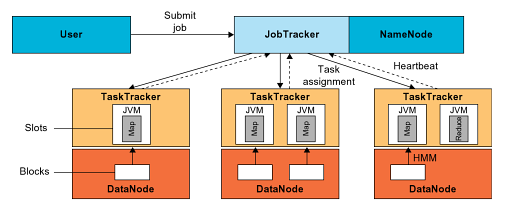 User
Submit
job
JobTracker
NameNode
Task
assignment
Heartbeat
TaskTracker
JVM
Map
TaskTracker
JVM
Map
JVM
Map
TaskTracker
JVM
Map
JVM
Reduce
Slots
Blocks
HMM
DataNode
DataNode
DataNode